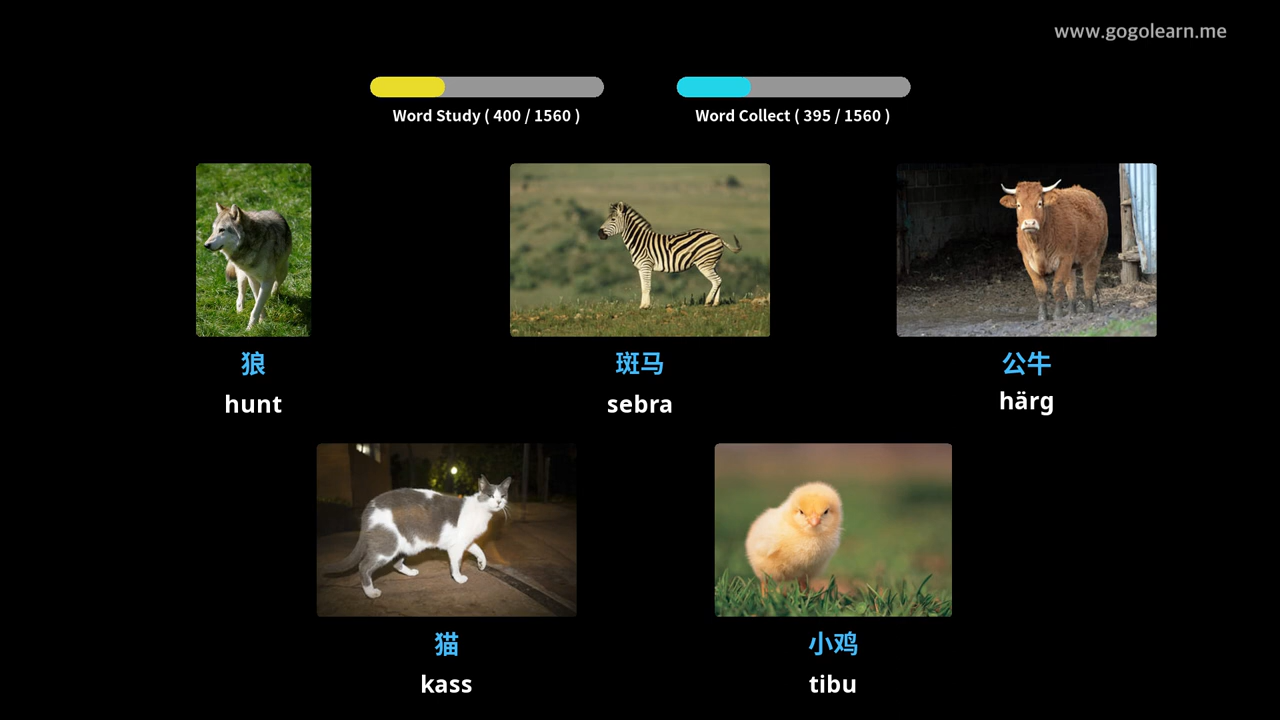 www.gogolearn.me
Word Study ( 400 / 1560 )
Word Collect ( 395 / 1560 )
狼
hunt
斑马
sebra
公牛
härg
猫
kass
小鸡
tibu